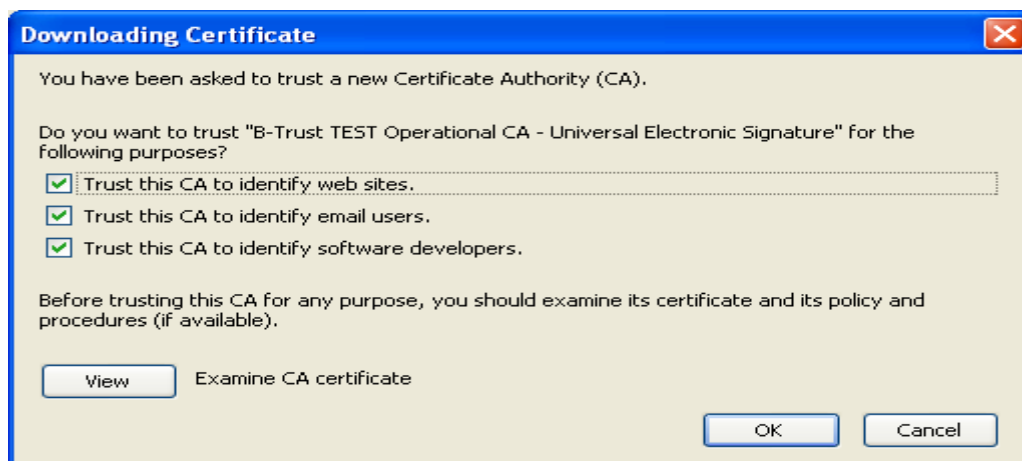 Downloading Certificate
You have been asked to trust a new Certificate Authority (CA).
Do you want to trust "B-Trust TEST Operational CA - Universal Electronic Signature" for the
following purposes?
Trust this CA to identify web sites.
Trust this CA to identify email users.
Trust this CA to identify software developers.
Before trusting this CA for any purpose, you should examine its certificate and its policy and
procedures (if available).
View Examine CA certificate
OK Cancel